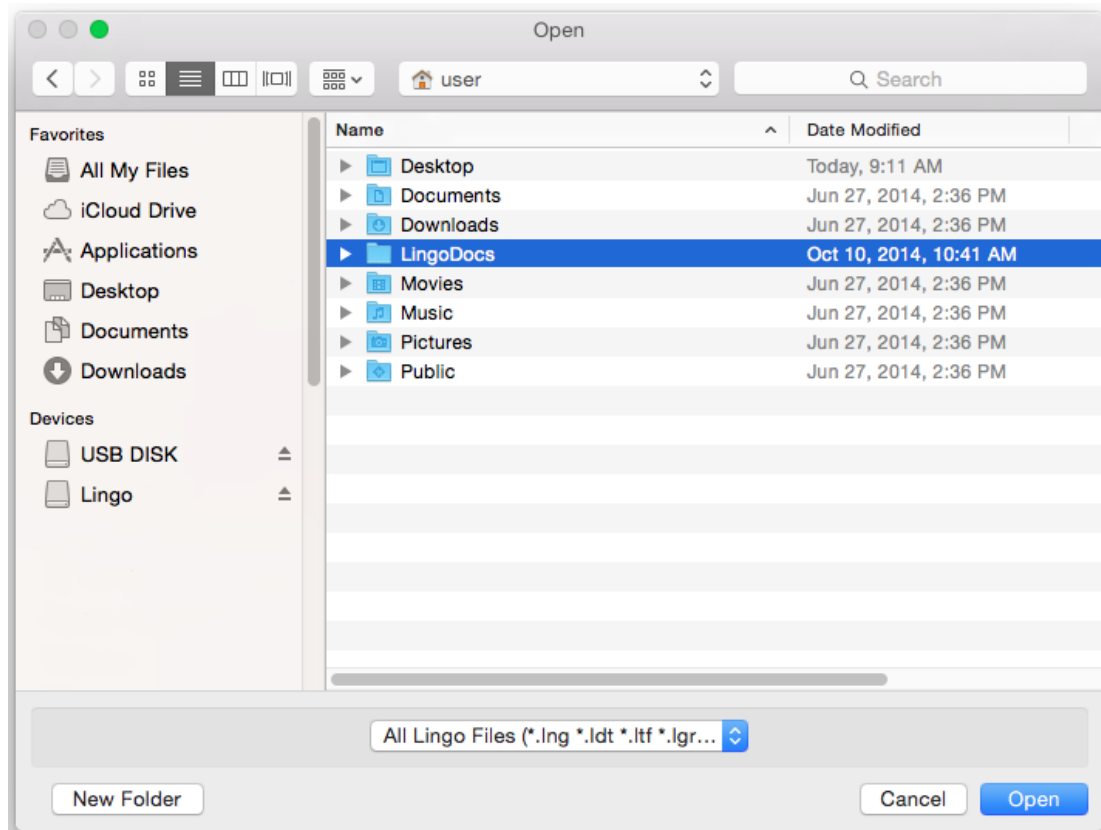 Open
user
Search
Favorites
All My Files
iCloud Drive
Applications
Desktop
Documents
Downloads
Devices
USB DISK
Lingo
Name Date Modified
Desktop Today, 9:11 AM
Documents Jun 27, 2014, 2:36 PM
Downloads Jun 27, 2014, 2:36 PM
LingoDocs Oct 10, 2014, 10:41 AM
Movies Jun 27, 2014, 2:36 PM
Music Jun 27, 2014, 2:36 PM
Pictures Jun 27, 2014, 2:36 PM
Public Jun 27, 2014, 2:36 PM
All Lingo Files (*.lng *.ldt *.ltf *.lgr...
New Folder Cancel Open